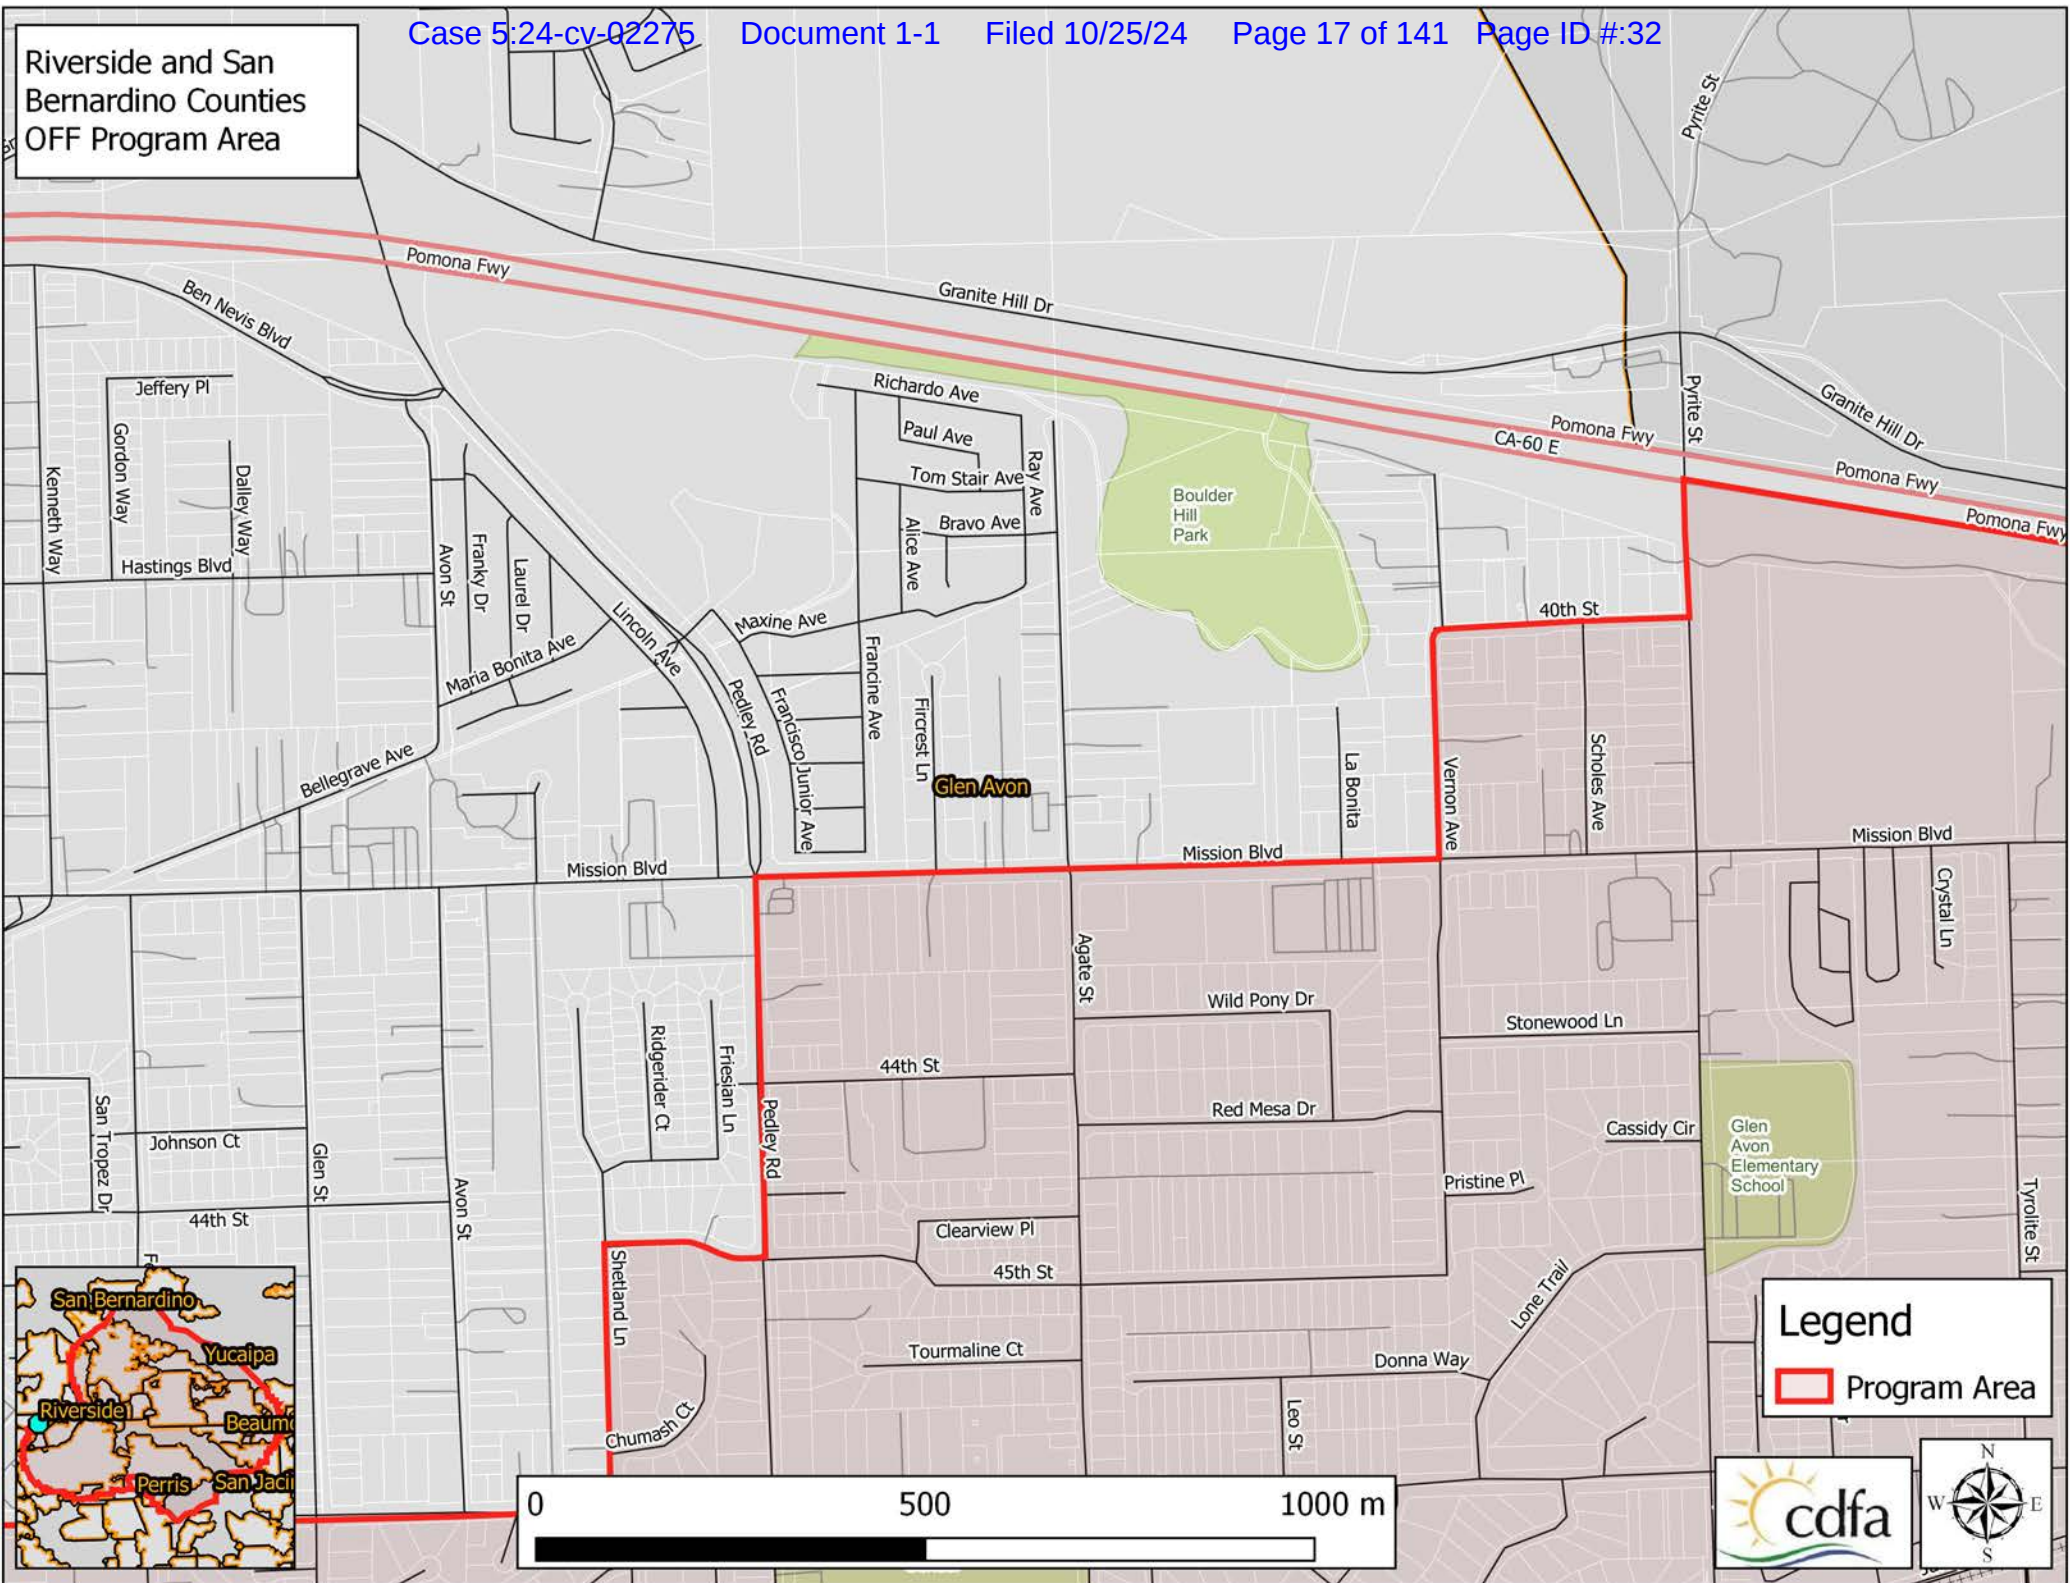 Case 5:24-cv-02275 Document 1-1 Filed 10/25/24 Page 17 of 141 Page ID #:32
Riverside and San
Bernardino Counties
OFF Program Area
Pyrite St
Pomona Fwy
Granite Hill Dr
Ben Nevis Blvd
Jeffery Pl
Richardo Ave
Paul Ave
Tom Stair Ave
Ray Ave
Bravo Ave
Alice Ave
Boulder
Hill
Park
Pyrite St
Granite Hill Dr
Pomona Fwy
CA-60 E
Pomona Fwy
Pomona Fwy
Kenneth Way
Gordon Way
Dalley Way
Hastings Blvd
Avon St
Franky Dr
Laurel Dr
Lincoln Ave
Maxine Ave
Maria Bonita Ave
40th St
Pedley Rd
Francisco Junior Ave
Francine Ave
Fircrest Ln
Glen Avon
La Bonita
Vernon Ave
Scholes Ave
Bellegrave Ave
Mission Blvd
Mission Blvd
Mission Blvd
Crystal Ln
Agate St
Wild Pony Dr
Stonewood Ln
Ridgerider Ct
Friesian Ln
44th St
Pedley Rd
Red Mesa Dr
Cassidy Cir
Glen
Avon
Elementary
School
San Tropez Dr
Johnson Ct
Glen St
Avon St
44th St
Pristine Pl
Tyrolite St
Clearview Pl
45th St
Shetland Ln
Lone Trail
Tourmaline Ct
Donna Way
Chumash Ct
Leo St
San Bernardino
Yucaipa
Riverside
Beaumo
Perris
San Jaci
Legend
Program Area
0 500 1000 m
cdfa
N
W E
S